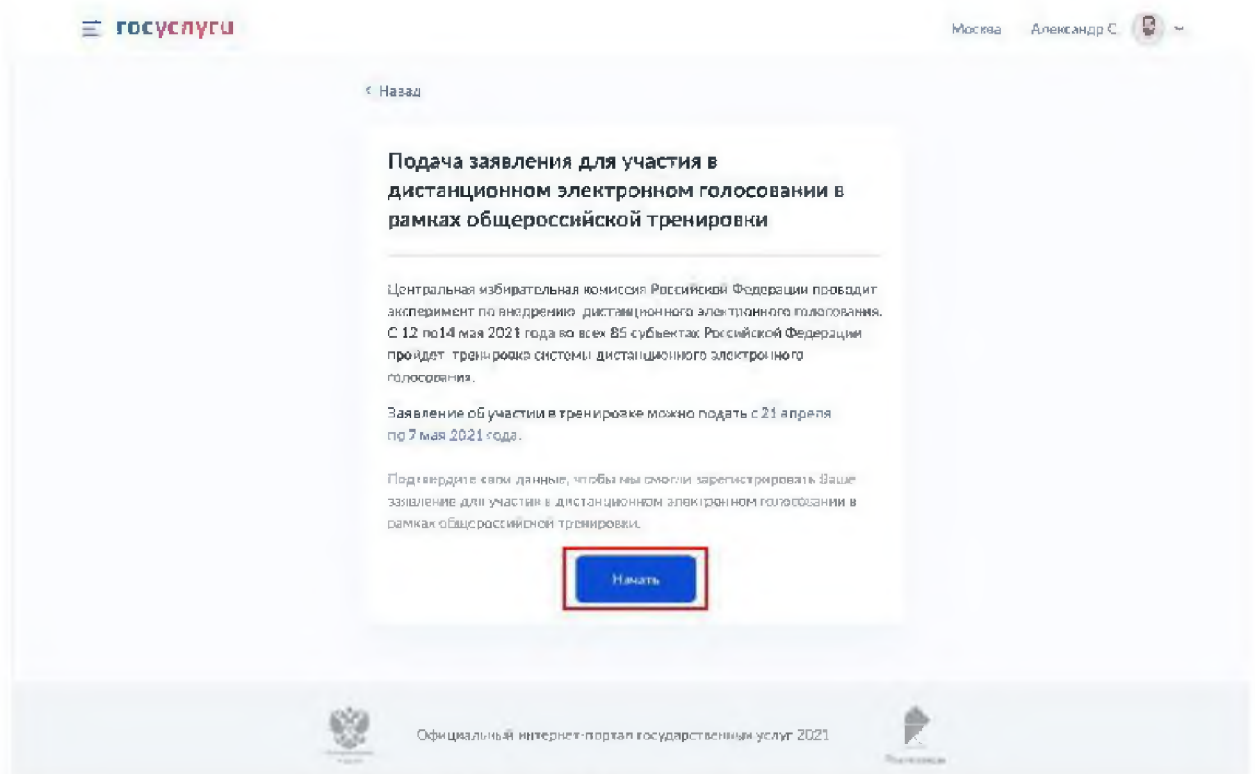 госуслуги
Москва
Александр С.
Назад
Подача заявления для участия в
дистанционном электронном голосовании в
рамках общероссийской тренировки
Центральная избирательная комиссия Российской Федерации проводит
эксперимент по внедрению дистанционного электронного голосования.
С 12 по14 мая 2021 года во всех 85 субъектах Российской Федерации
пройдет тренировка системы дистанционного электронного
голосования.
Заявление об участии в тренировке можно подать с 21 апреля
по 7 мая 2021 года.
Подтвердите свои данные, чтобы мы смогли зарегистрировать Ваше
заявление для участия в дистанционном электронном голосовании в
рамках общероссийской тренировки.
Начать
Официальный интернет-портал государственных услуг 2021